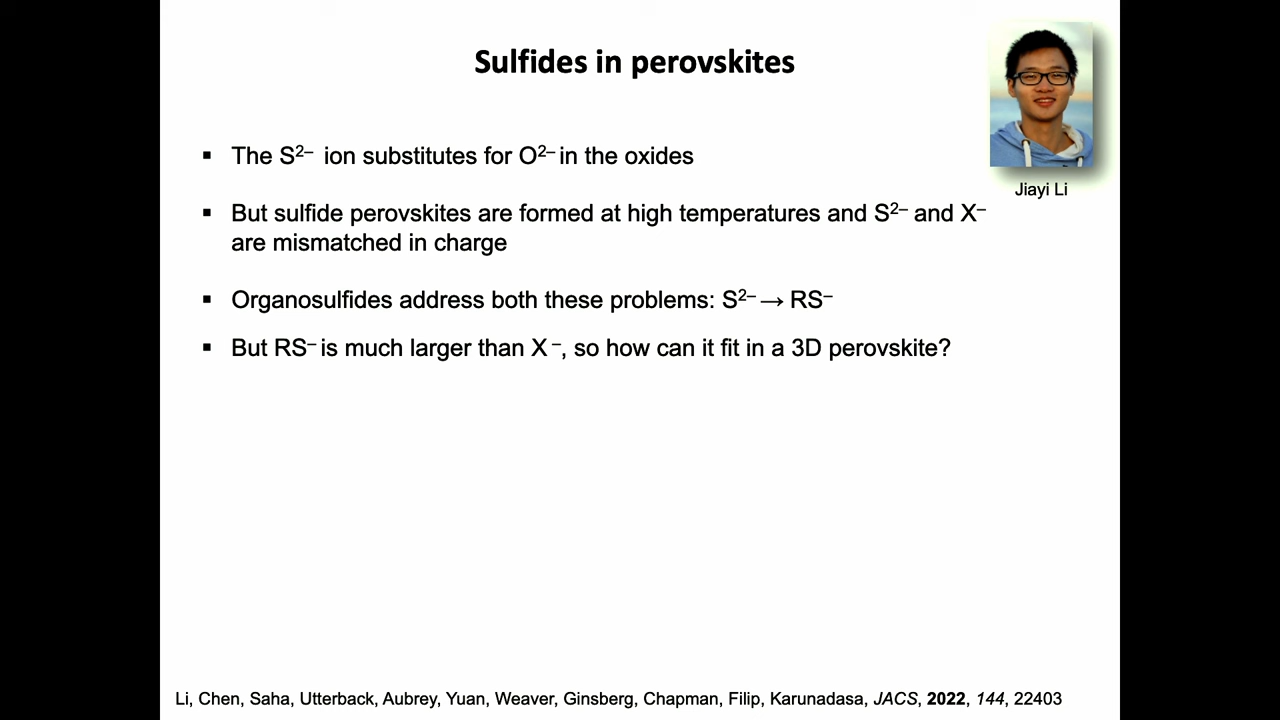 Sulfides in perovskites
▪ The S²⁻ ion substitutes for O²⁻ in the oxides
▪ But sulfide perovskites are formed at high temperatures and S²⁻ and X⁻
are mismatched in charge
▪ Organosulfides address both these problems: S²⁻ → RS⁻
▪ But RS⁻ is much larger than X⁻, so how can it fit in a 3D perovskite?
Jiayi Li
Li, Chen, Saha, Utterback, Aubrey, Yuan, Weaver, Ginsberg, Chapman, Filip, Karunadasa, JACS, 2022, 144, 22403